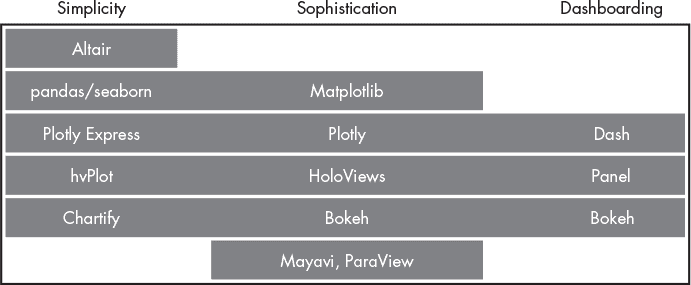 Simplicity Sophistication Dashboarding
Altair
pandas/seaborn Matplotlib
Plotly Express Plotly Dash
hvPlot HoloViews Panel
Chartify Bokeh Bokeh
Mayavi, ParaView